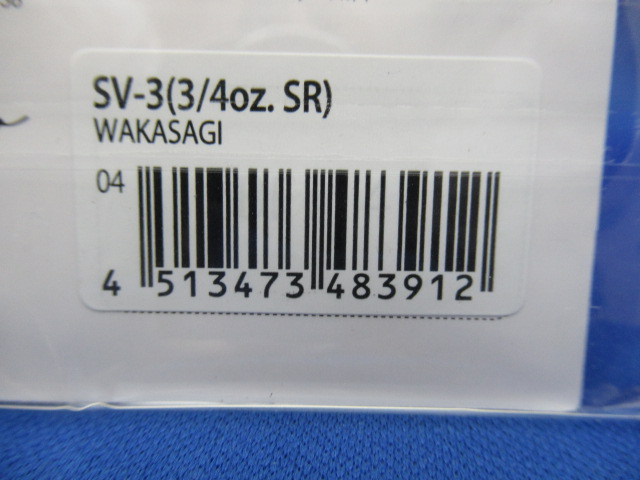 SV-3(3/4oz. SR)
WAKASAGI
04
4 513473 483912